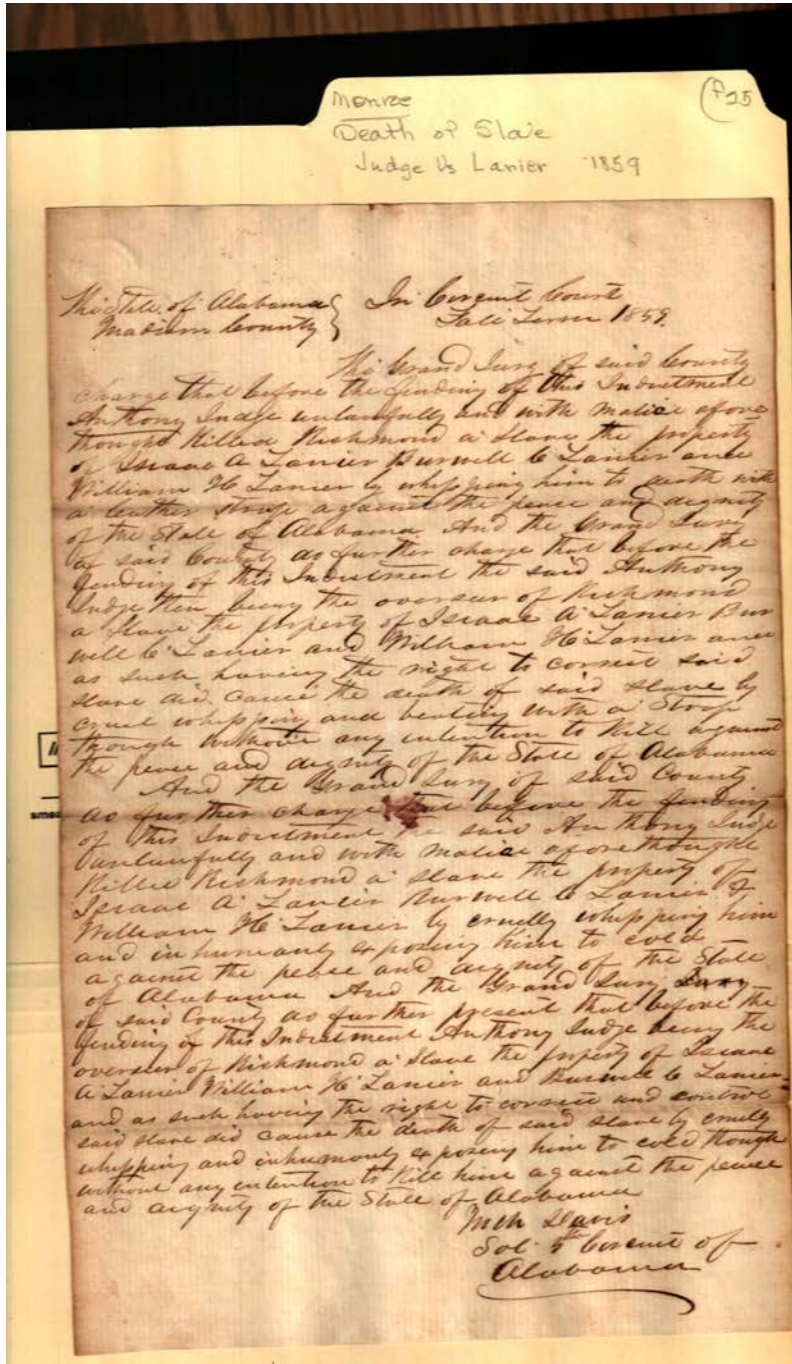 Monroe
Death of Slave
Judge Vs Lanier 1859
f25
The State of Alabama
Madison County
In Circuit Court
Fall Term 1859.
The Grand Jury of said County
charge that before the finding of this Indictment
Anthony Judge unlawfully and with malice afore
thought Killed Richmond a Slave the property
of Isaac A Lanier Burwell C Lanier and
William H Lanier by whipping him to death with
a leather strap against the peace and dignity
of the State of Alabama And the Grand Jury
of said County do further charge that before the
finding of this Indictment the said Anthony
Judge then being the overseer of Richmond
a Slave the property of Isaac A Lanier Bur
well C Lanier and William H Lanier and
as such having the right to correct said
slave did cause the death of said slave by
cruel whipping and beating with a Strop
though without any intention to Kill against
the peace and dignity of the State of Alabama
And the Grand Jury of said County
do further charge that before the finding
of this Indictment the said Anthony Judge
unlawfully and with malice aforethought
Killed Richmond a slave the property of
Isaac A Lanier Burwell C Lanier &
William H Lanier by cruelly whipping him
and inhumanly exposing him to cold
against the peace and dignity of the State
of Alabama And the Grand Jury Jury
of said County do further present that before the
finding of this Indictment Anthony Judge being the
overseer of Richmond a Slave the property of Isaac
A Lanier William H Lanier and Burwell C Lanier
and as such having the right to correct and control
said slave did cause the death of said slave by cruelly
whipping and inhumanly exposing him to cold though
without any intention to Kill him against the peace
and dignity of the State of Alabama
Davis
Sol. 5th Circuit of
Alabama